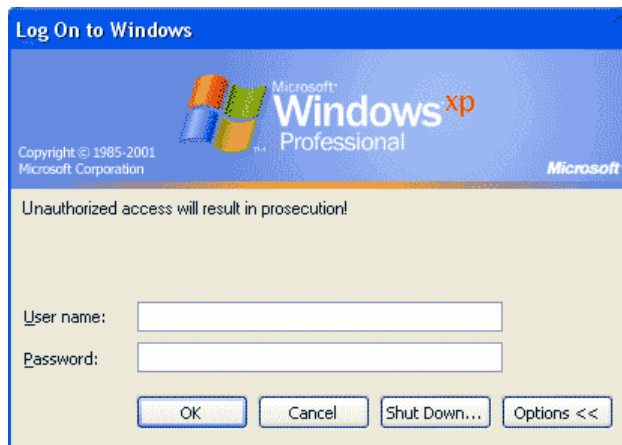 Log On to Windows
Microsoft®
Windows xp
Professional
Copyright © 1985-2001
Microsoft Corporation
Microsoft
Unauthorized access will result in prosecution!
User name:
Password:
OK Cancel Shut Down... Options <<